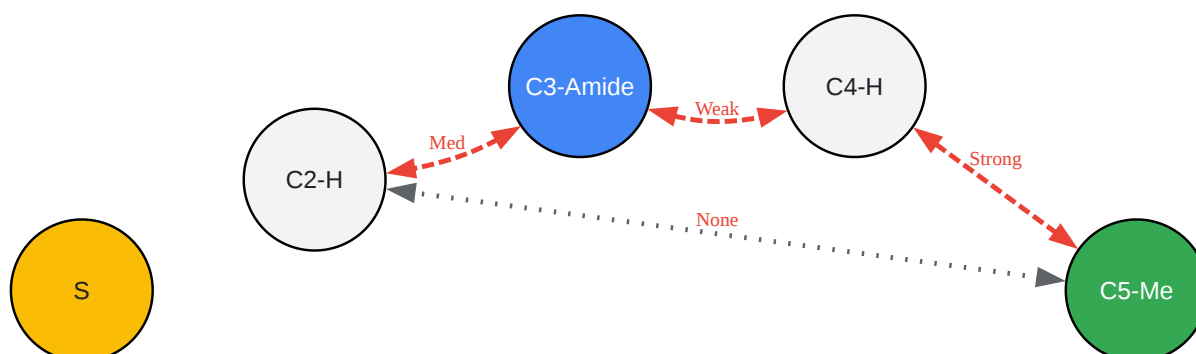 C3-Amide
C4-H
Weak
Med
Strong
C2-H
None
S
C5-Me